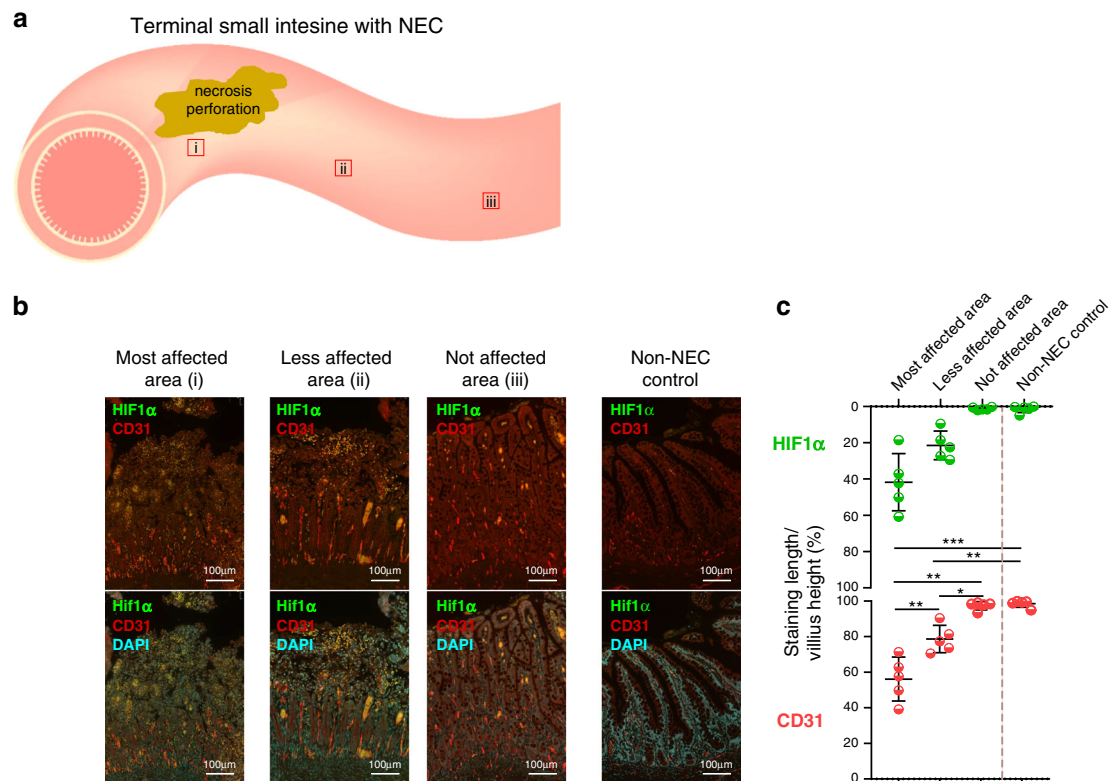 a
Terminal small intesine with NEC
necrosis
perforation
i
ii
iii
b
Most affected
area (i)
Less affected
area (ii)
Not affected
area (iii)
Non-NEC
control
HIF1α
CD31
100µm
HIF1α
CD31
100µm
HIF1α
CD31
100µm
HIF1α
CD31
100µm
Hif1α
CD31
DAPI
100µm
Hif1α
CD31
DAPI
100µm
Hif1α
CD31
DAPI
100µm
Hif1α
CD31
DAPI
100µm
c
Most affected area
Less affected area
Not affected area
Non-NEC control
HIF1α
CD31
Staining length/
villius height (%)
0
20
40
60
80
100
100
80
60
40
20
0
***
**
**
*
**